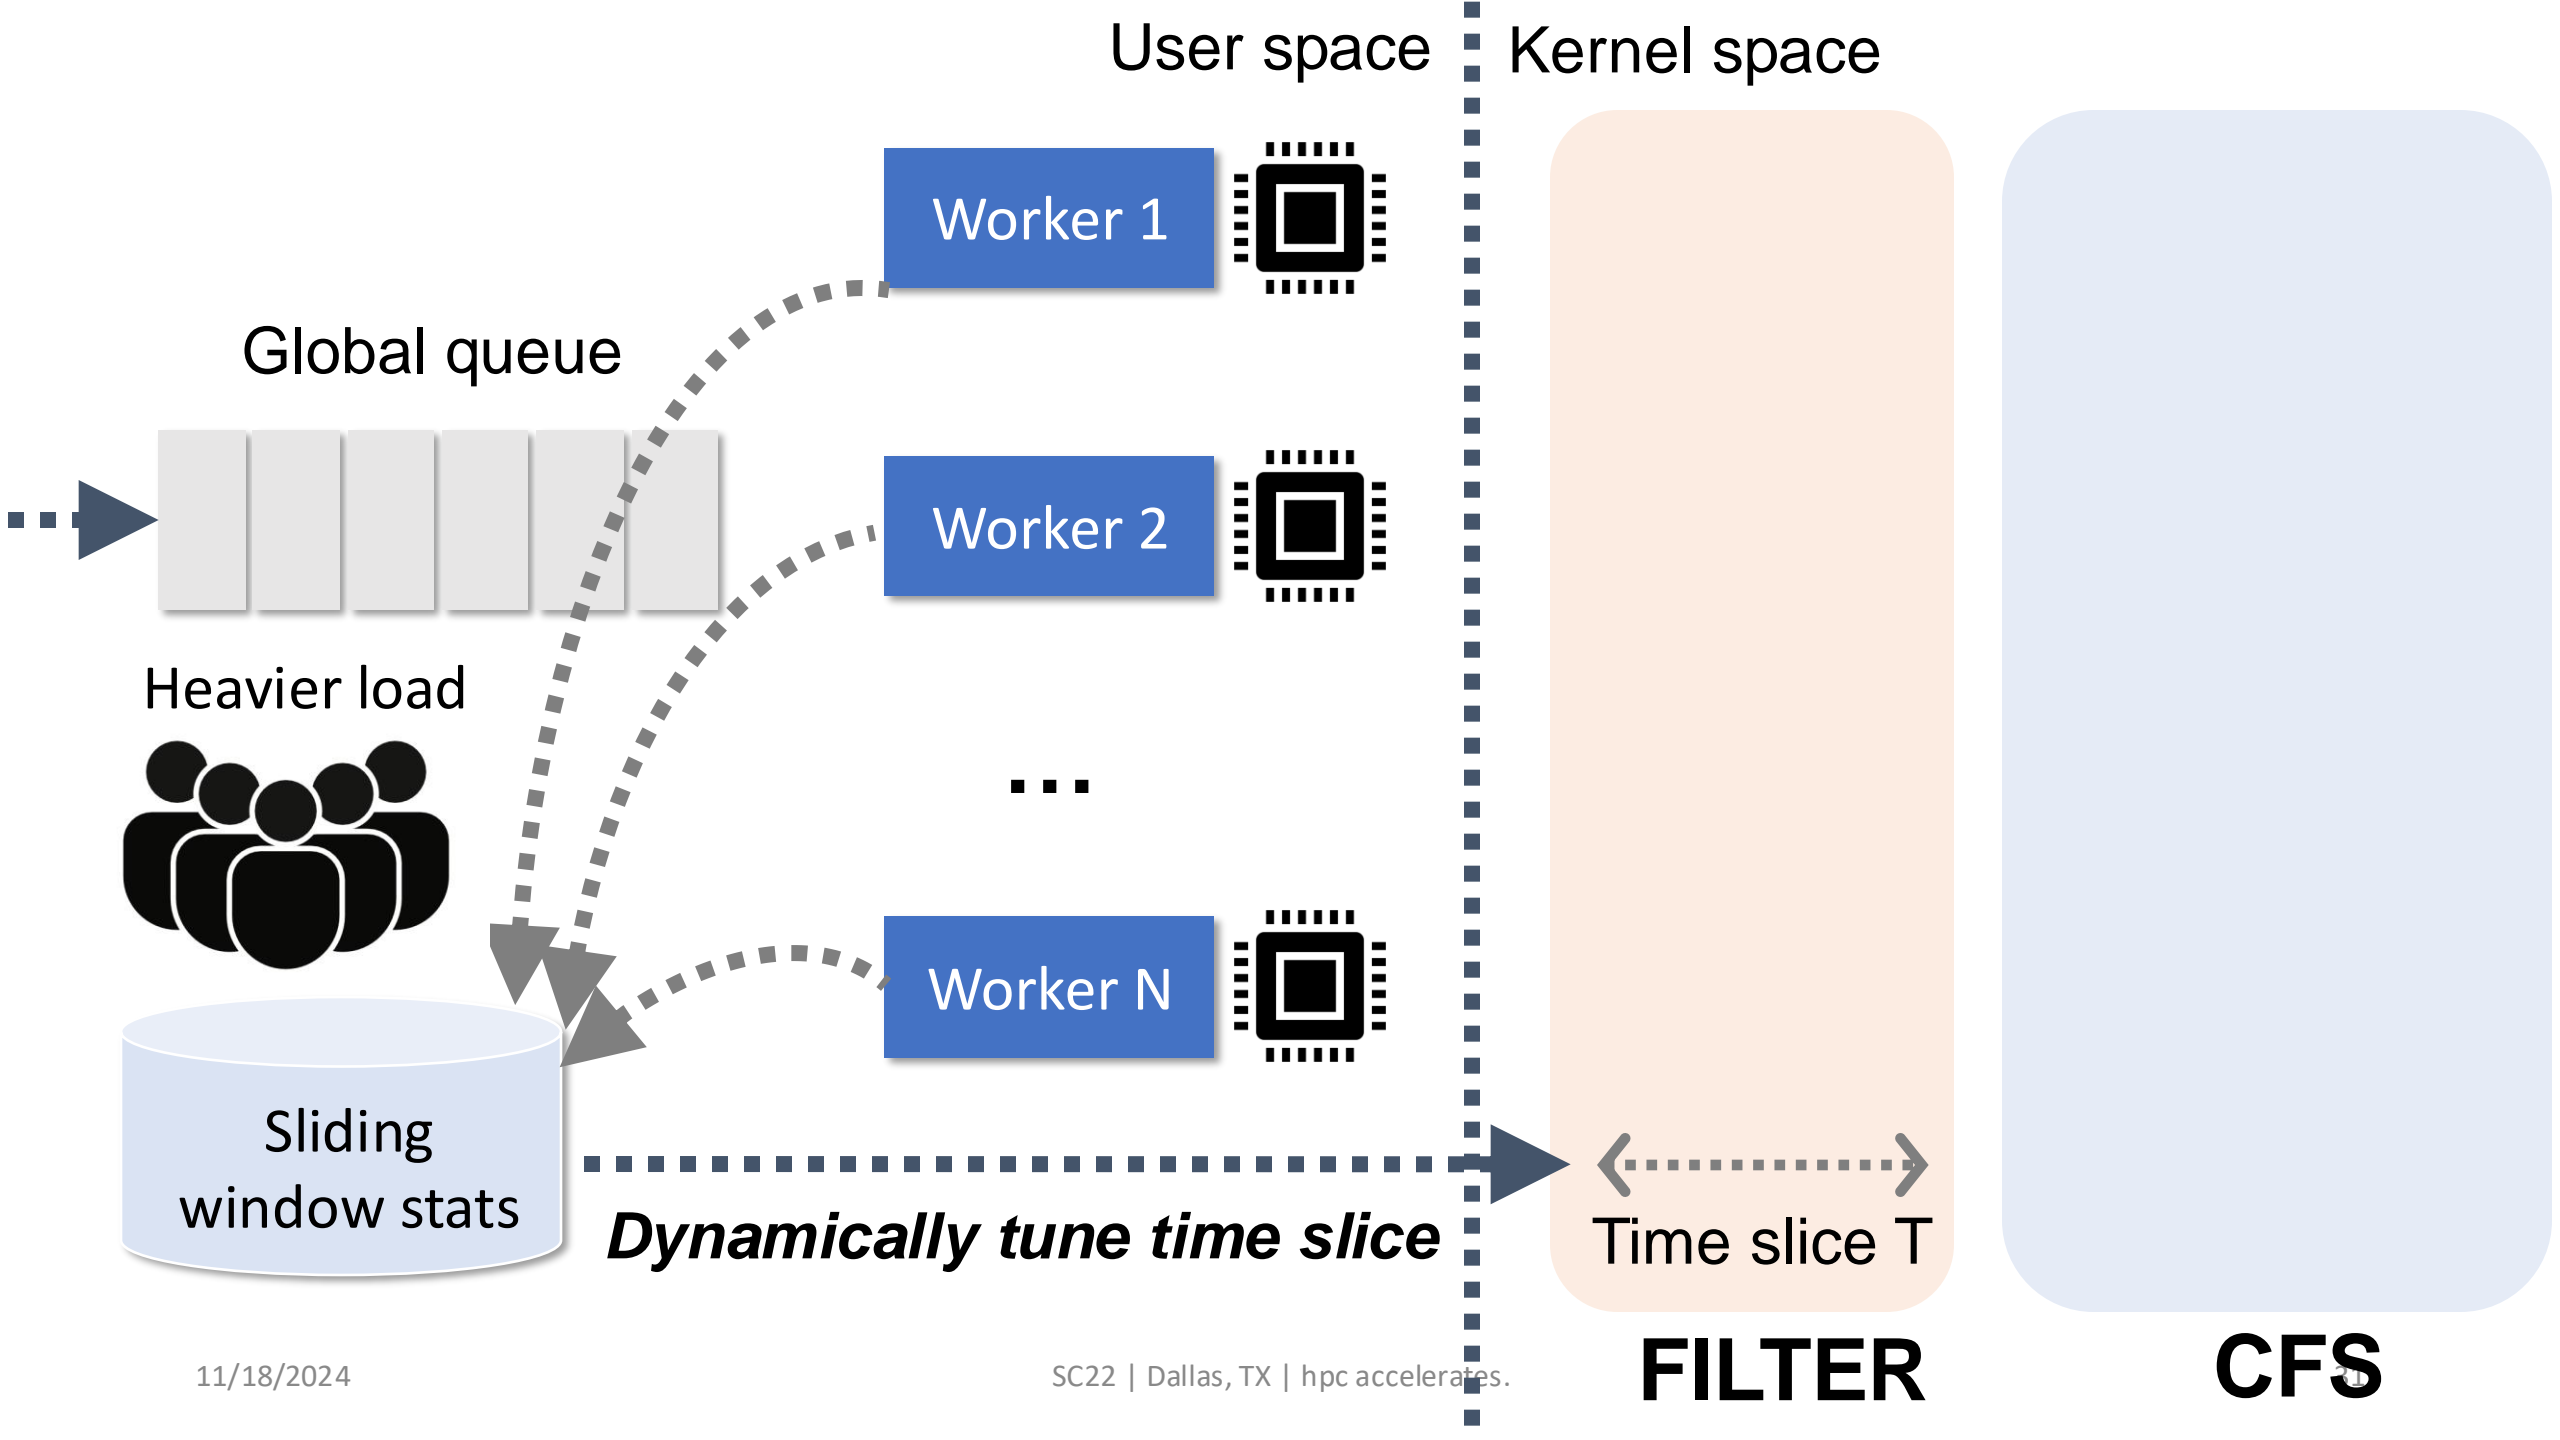 User space
Kernel space
Worker 1
Global queue
Worker 2
Heavier load
...
Worker N
Sliding
window stats
Dynamically tune time slice
Time slice T
FILTER
CFS
11/18/2024
SC22 | Dallas, TX | hpc accelerates.
31